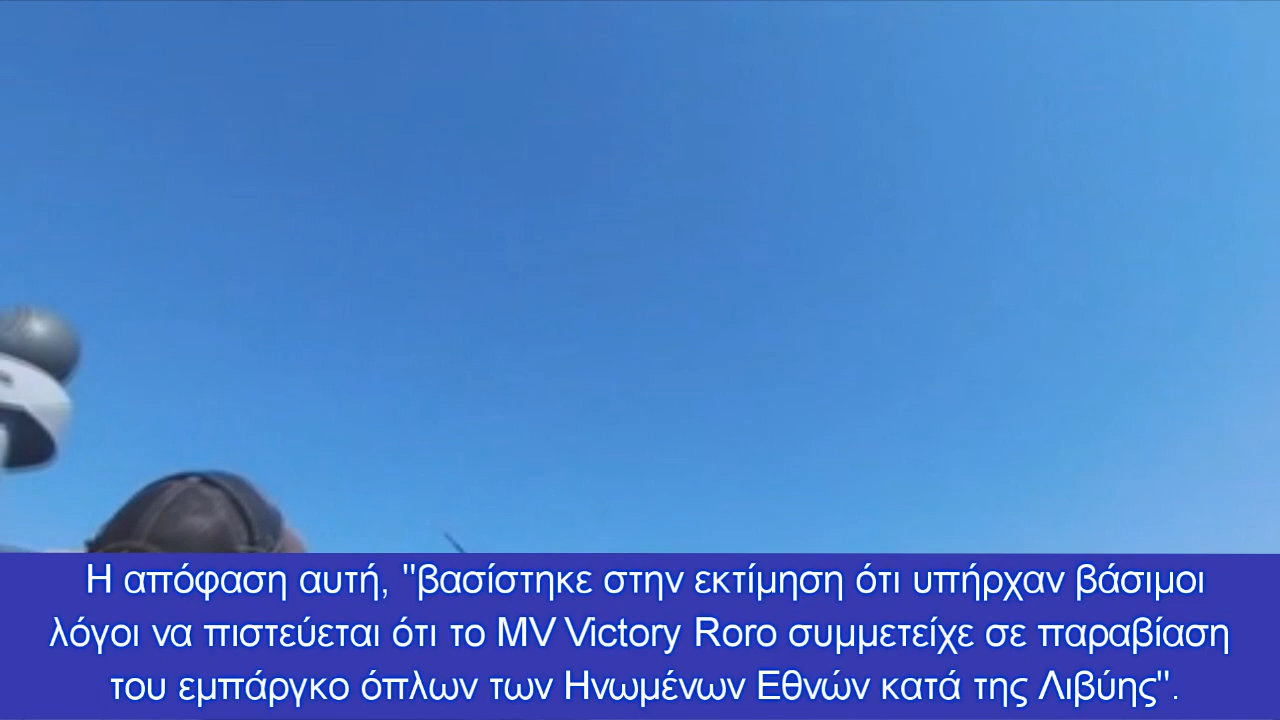 Η απόφαση αυτή, "βασίστηκε στην εκτίμηση ότι υπήρχαν βάσιμοι
λόγοι να πιστεύεται ότι το MV Victory Roro συμμετείχε σε παραβίαση
του εμπάργκο όπλων των Ηνωμένων Εθνών κατά της Λιβύης".